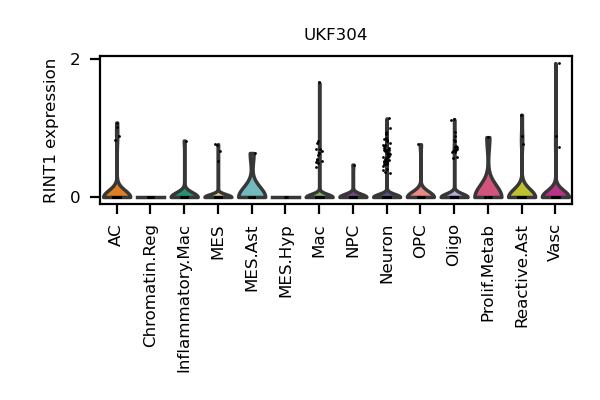 UKF304
RINT1 expression
2
0
AC
Chromatin.Reg
Inflammatory.Mac
MES
MES.Ast
MES.Hyp
Mac
NPC
Neuron
OPC
Oligo
Prolif.Metab
Reactive.Ast
Vasc